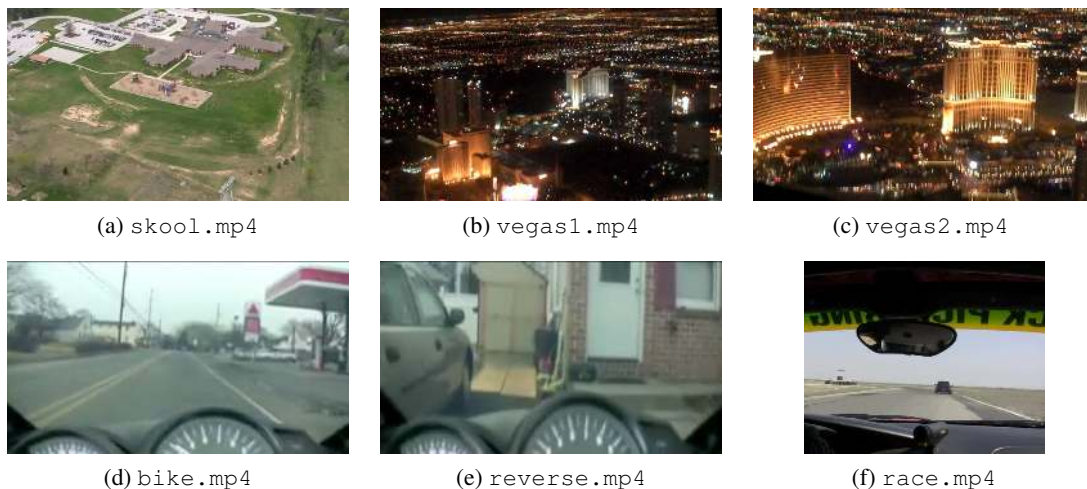 (a) skool.mp4
(b) vegas1.mp4
(c) vegas2.mp4
(d) bike.mp4
(e) reverse.mp4
(f) race.mp4